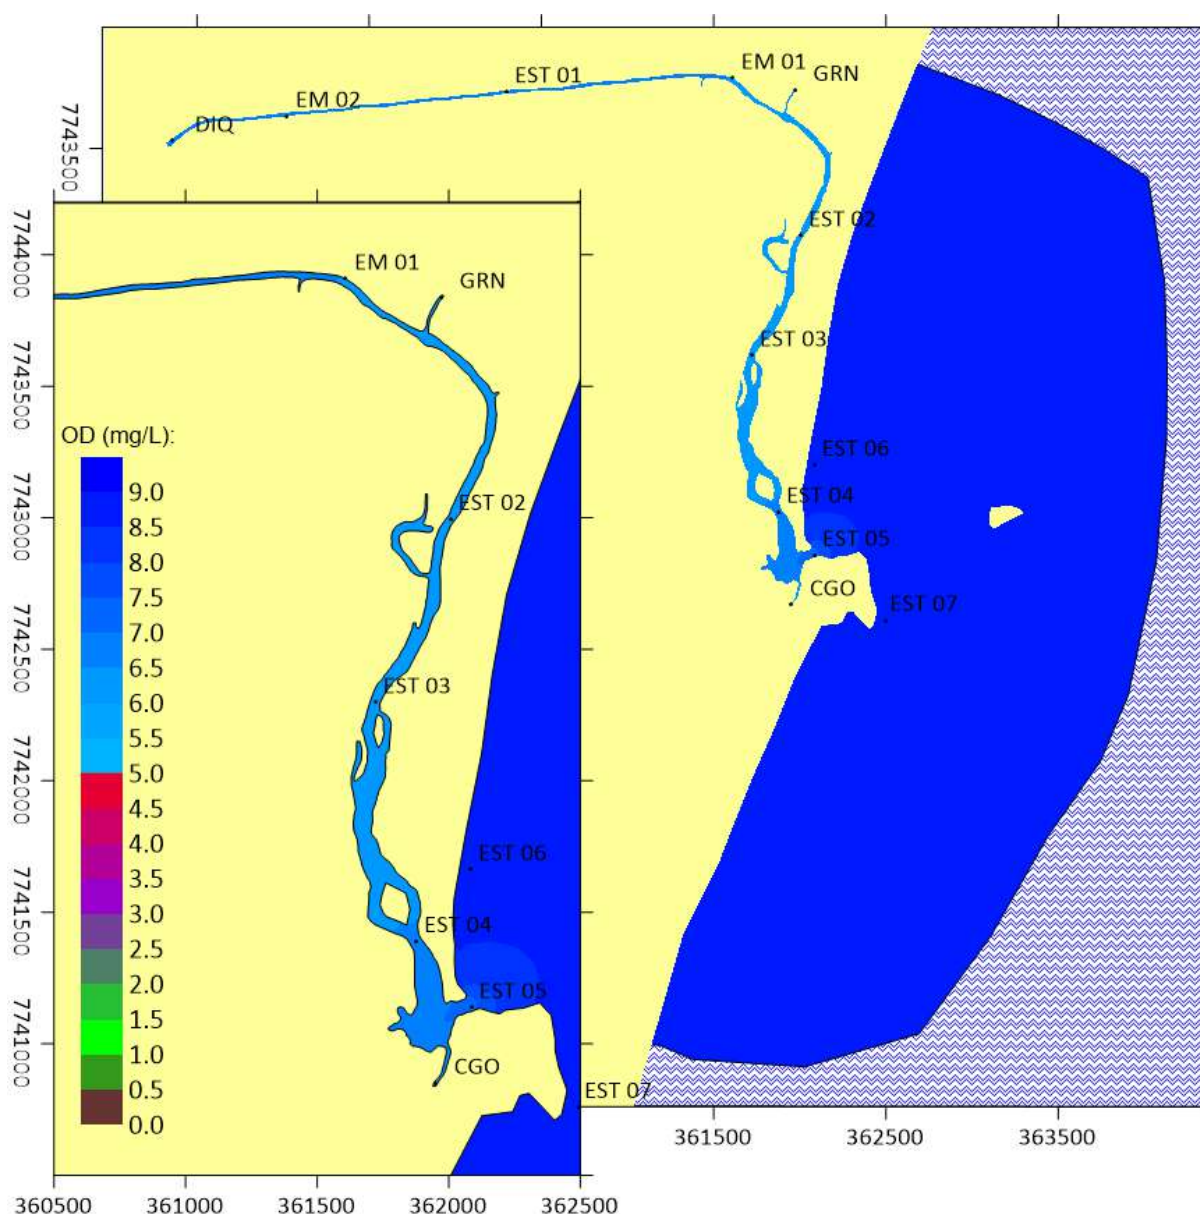 EM 01
GRN
EST 01
EM 02
DIQ
7743500
EST 02
EST 03
EST 06
EST 04
EST 05
CGO
EST 07
361500
362500
363500
7744000
7743500
7743000
7742500
7742000
7741500
7741000
EM 01
GRN
EST 02
EST 03
EST 06
EST 04
EST 05
CGO
EST 07
OD (mg/L):
9.0
8.5
8.0
7.5
7.0
6.5
6.0
5.5
5.0
4.5
4.0
3.5
3.0
2.5
2.0
1.5
1.0
0.5
0.0
360500
361000
361500
362000
362500